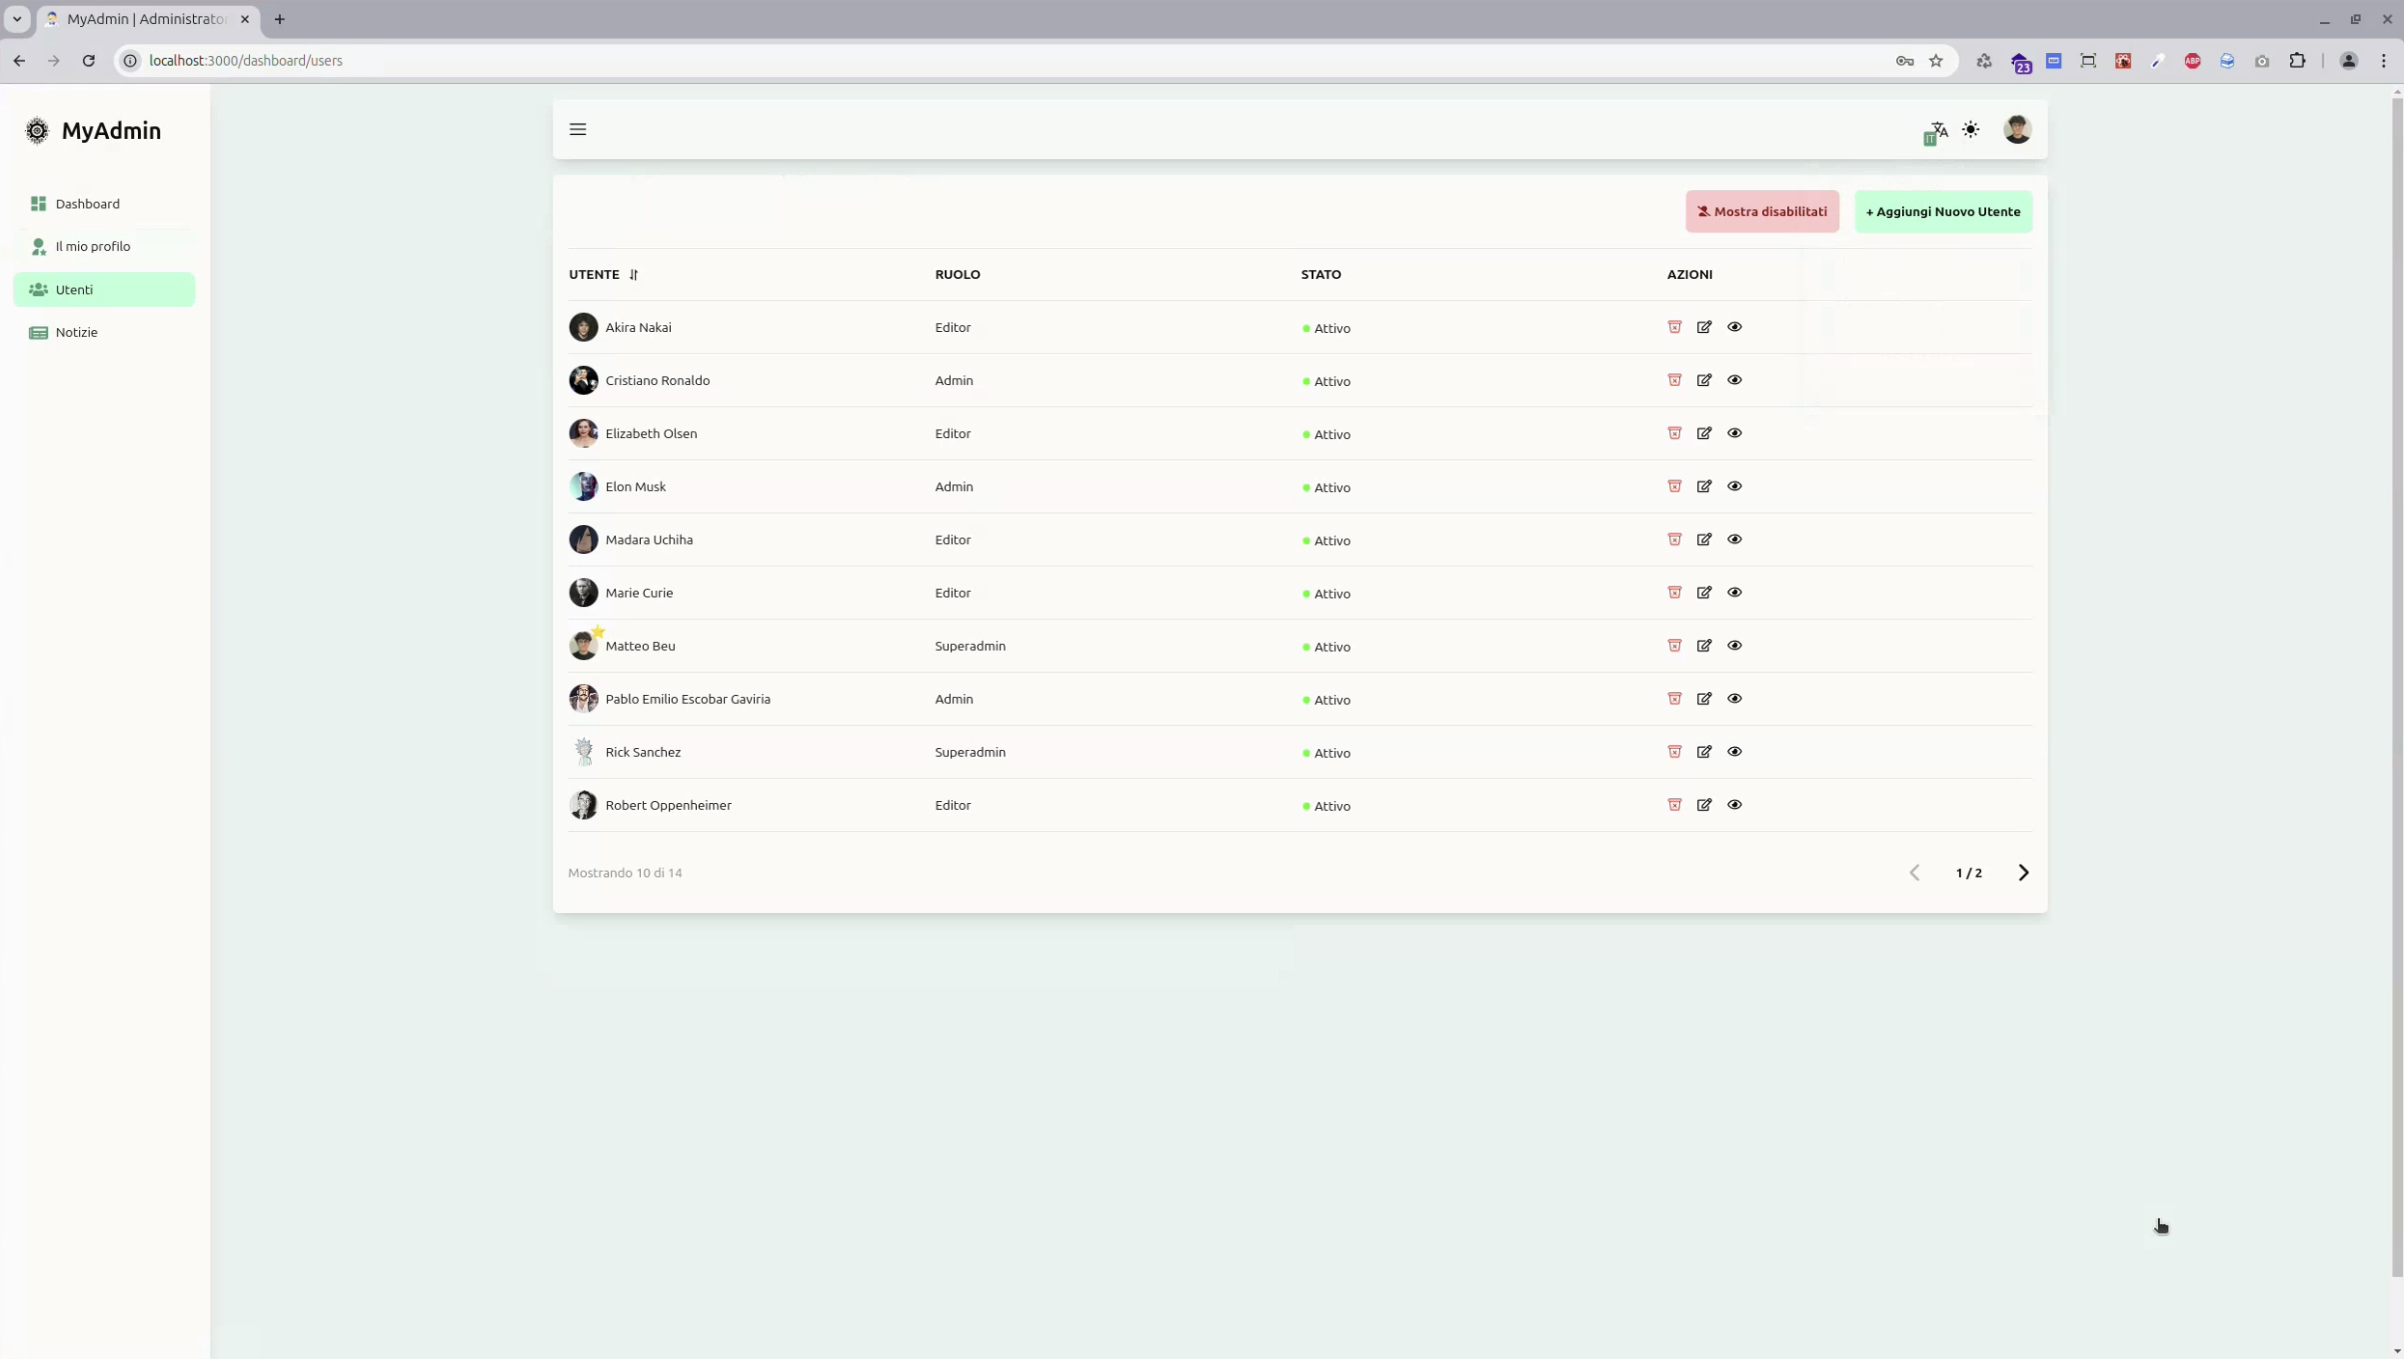 MyAdmin | Administrato
localhost:3000/dashboard/users
23
ABP
MyAdmin
IT
Dashboard
Il mio profilo
Utenti
Notizie
Mostra disabilitati
+ Aggiungi Nuovo Utente
UTENTE RUOLO STATO AZIONI
Akira Nakai Editor Attivo
Cristiano Ronaldo Admin Attivo
Elizabeth Olsen Editor Attivo
Elon Musk Admin Attivo
Madara Uchiha Editor Attivo
Marie Curie Editor Attivo
Matteo Beu Superadmin Attivo
Pablo Emilio Escobar Gaviria Admin Attivo
Rick Sanchez Superadmin Attivo
Robert Oppenheimer Editor Attivo
Mostrando 10 di 14
1 / 2